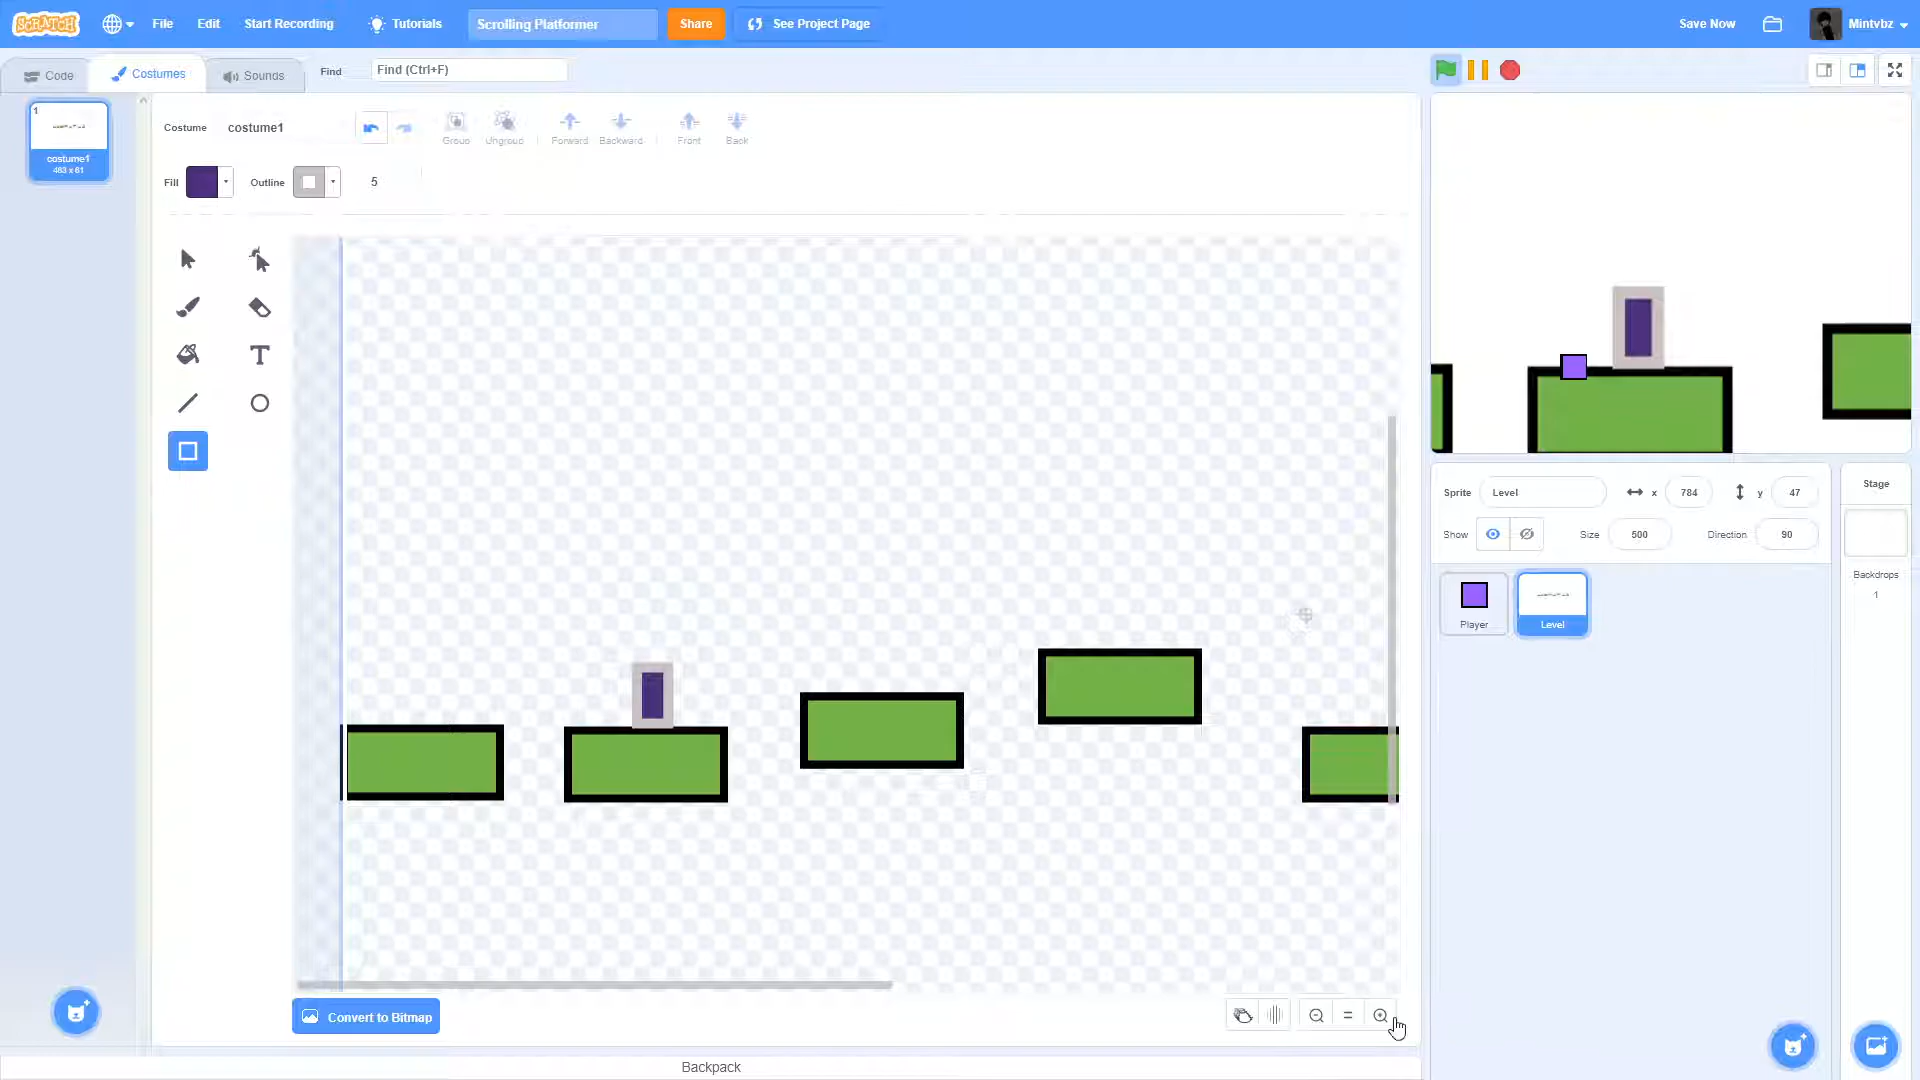 SCRATCH File Edit Start Recording Tutorials Scrolling Platformer Share See Project Page Save Now Mintvbz
Code Costumes Sounds Find Find (Ctrl+F)
1
costume1
463 x 61
Costume costume1 Group Ungroup Forward Backward Front Back
Fill Outline 5
Sprite Level x 784 y 47
Show Size 500 Direction 90
Player Level
Stage
Backdrops
1
Convert to Bitmap
Backpack